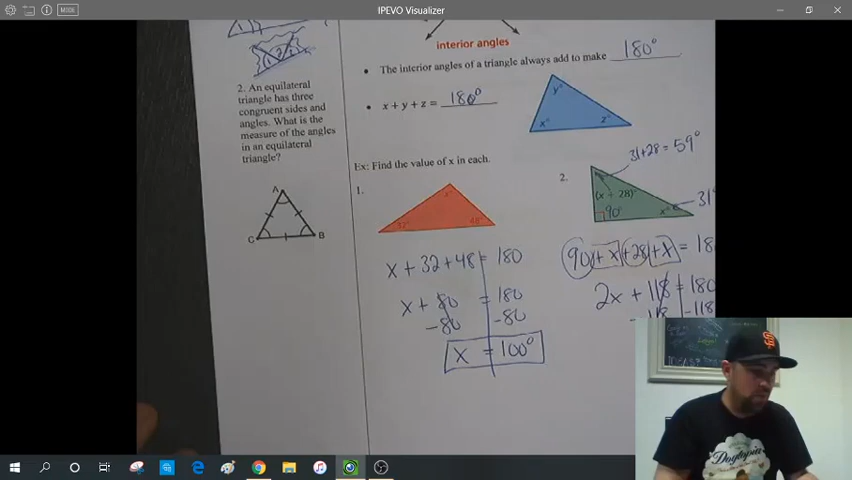 IPEVO Visualizer
MODE
interior angles
• The interior angles of a triangle always add to make 180°
• x + y + z = 180°
y°
x°
z°
2. An equilateral
triangle has three
congruent sides and
angles. What is the
measure of the angles
in an equilateral
triangle?
A
C
B
Ex: Find the value of x in each.
1.
x°
32°
48°
x + 32 + 48 = 180
x + 80 = 180
-80 -80
x = 100°
2.
31+28 = 59°
(x + 28)°
90°
x°
31
90 + x + 28 + x = 18
2x + 118 = 180
-118 -118
Dogtopia